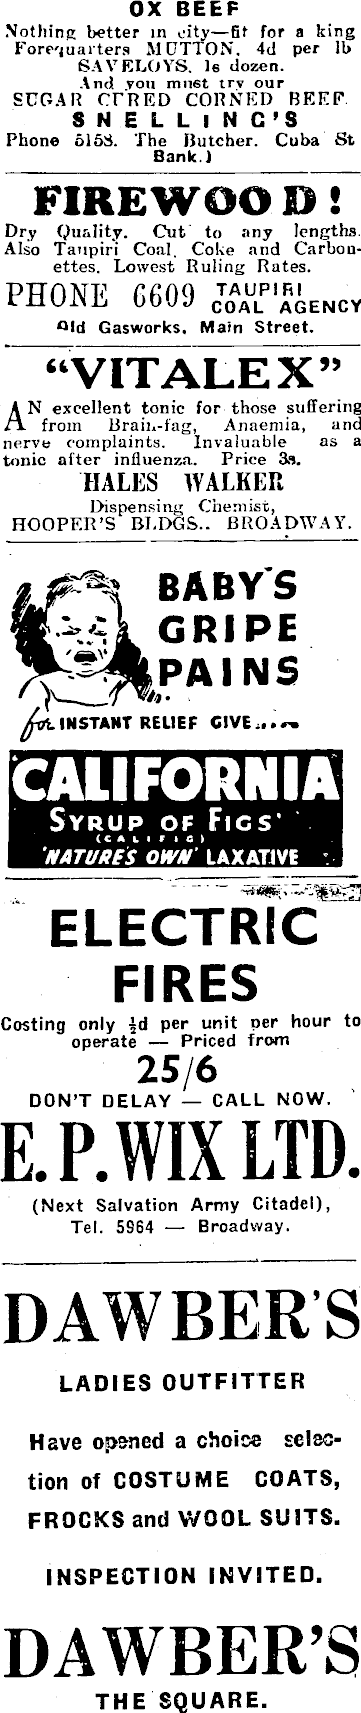 OX BEEF
Nothing better in city—fit for a king
Forequarters MUTTON, 4d per lb
SAVELOYS, 1s dozen.
And you must try our
SUGAR CURED CORNED BEEF
SNELLING'S
Phone 5158. The Butcher. Cuba St
Bank.)
FIREWOOD!
Dry Quality. Cut to any lengths.
Also Taupiri Coal, Coke and Carbon-
ettes. Lowest Ruling Rates.
PHONE 6609 TAUPIRI
COAL AGENCY
Old Gasworks, Main Street.
"VITALEX"
AN excellent tonic for those suffering
from Brain-fag, Anaemia, and
nerve complaints. Invaluable as a
tonic after influenza. Price 3s.
HALES WALKER
Dispensing Chemist,
HOOPER'S BLDGS.. BROADWAY.
BABY'S
GRIPE
PAINS
for INSTANT RELIEF GIVE....
CALIFORNIA
SYRUP OF FIGS
(CALIFIG)
'NATURE'S OWN' LAXATIVE
ELECTRIC
FIRES
Costing only ½d per unit per hour to
operate — Priced from
25/6
DON'T DELAY — CALL NOW.
E. P. WIX LTD.
(Next Salvation Army Citadel),
Tel. 5964 — Broadway.
DAWBER'S
LADIES OUTFITTER
Have opened a choice selec-
tion of COSTUME COATS,
FROCKS and WOOL SUITS.
INSPECTION INVITED.
DAWBER'S
THE SQUARE.